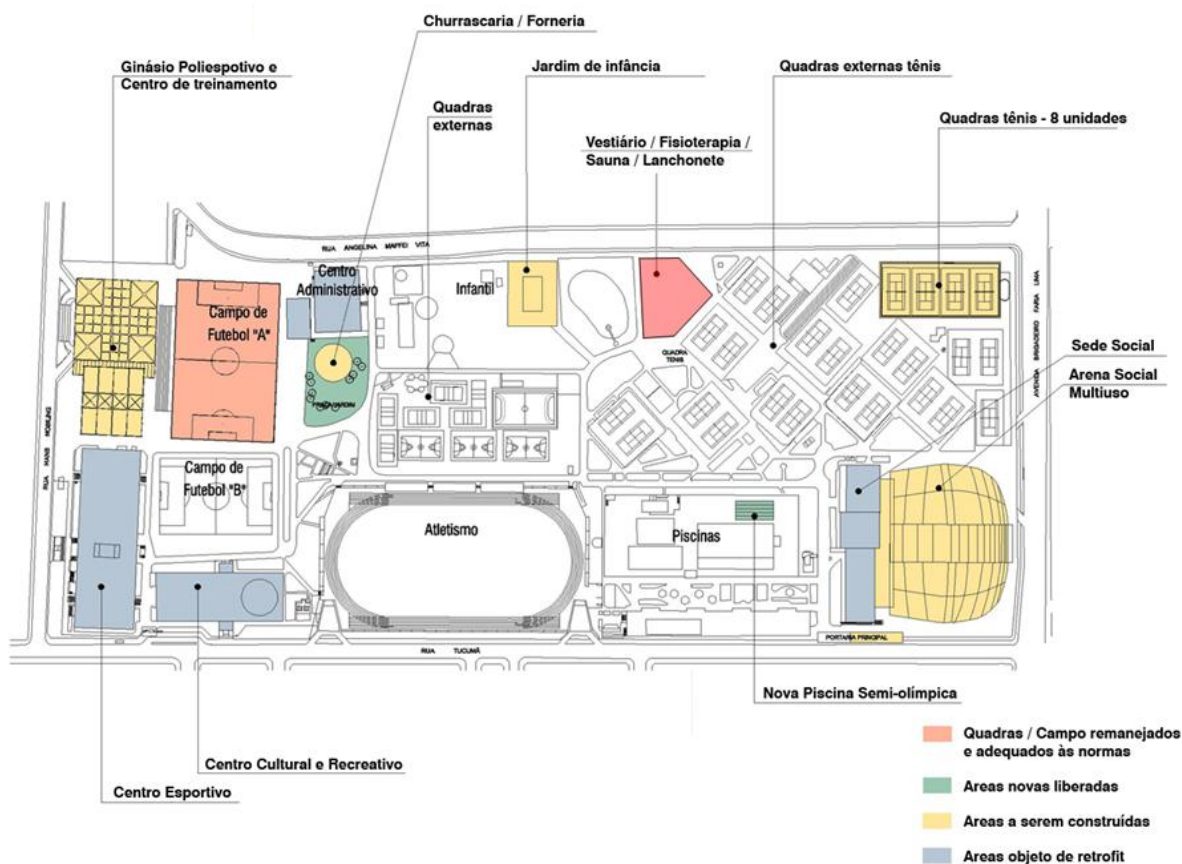 Churrascaria / Forneria
Ginásio Poliespotivo e
Centro de treinamento
Jardim de infância
Quadras externas tênis
Quadras
externas
Quadras tênis - 8 unidades
Vestiário / Fisioterapia /
Sauna / Lanchonete
RUA ANGELINA MAFFEI VITA
Centro
Administrativo
Infantil
Campo de
Futebol "A"
AVENIDA BRIGADEIRO FARIA LIMA
Sede Social
QUADRA
TENIS
Arena Social
Multiuso
PRAÇA/JARDIM
RUA HANS NOBILING
Campo de
Futebol "B"
Atletismo
Piscinas
PORTARIA PRINCIPAL
RUA TUCUMÃ
Nova Piscina Semi-olímpica
Quadras / Campo remanejados
e adequados às normas
Centro Cultural e Recreativo
Areas novas liberadas
Centro Esportivo
Areas a serem construídas
Areas objeto de retrofit